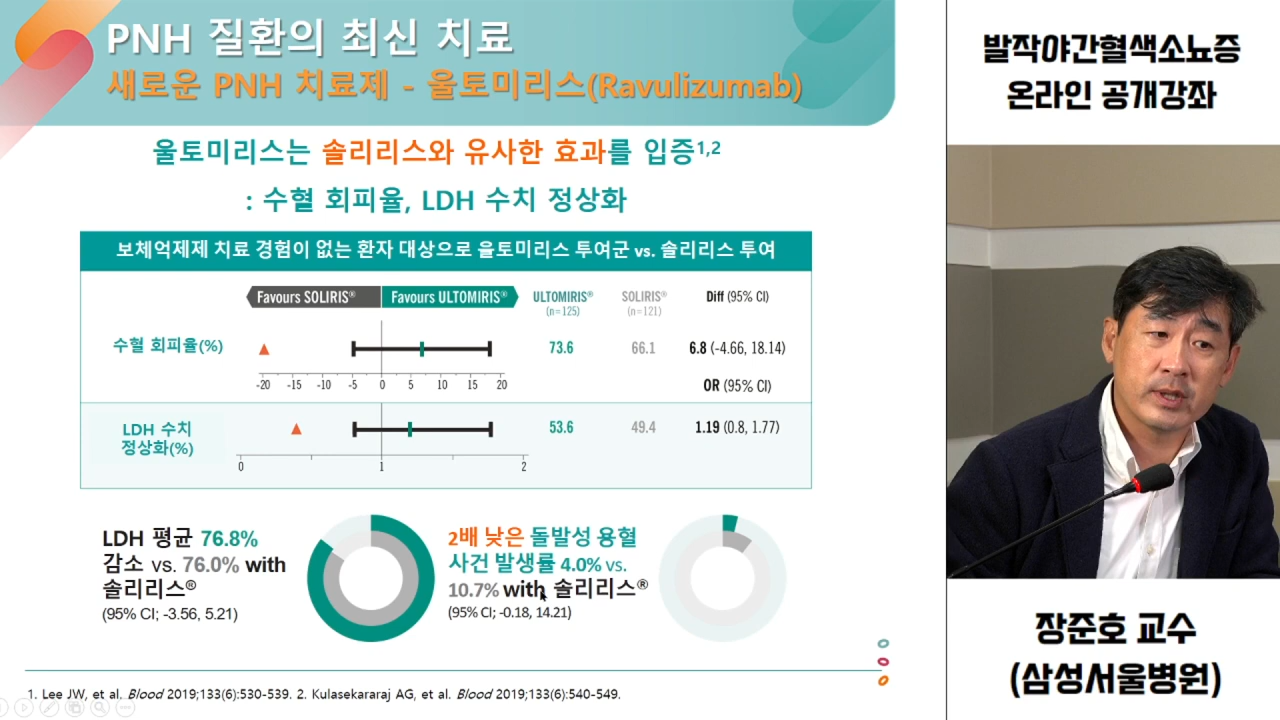 PNH 질환의 최신 치료
새로운 PNH 치료제 - 울토미리스(Ravulizumab)
울토미리스는 솔리리스와 유사한 효과를 입증1,2
: 수혈 회피율, LDH 수치 정상화
보체억제제 치료 경험이 없는 환자 대상으로 울토미리스 투여군 vs. 솔리리스 투여
Favours SOLIRIS® Favours ULTOMIRIS® ULTOMIRIS® SOLIRIS® Diff (95% CI)
(n=125) (n=121)
수혈 회피율(%) 73.6 66.1 6.8 (-4.66, 18.14)
-20 -15 -10 -5 0 5 10 15 20 OR (95% CI)
LDH 수치
정상화(%) 53.6 49.4 1.19 (0.8, 1.77)
0 1 2
LDH 평균 76.8%
감소 vs. 76.0% with
솔리리스®
(95% CI; -3.56, 5.21)
2배 낮은 돌발성 용혈
사건 발생률 4.0% vs.
10.7% with 솔리리스®
(95% CI; -0.18, 14.21)
1. Lee JW, et al. Blood 2019;133(6):530-539. 2. Kulasekararaj AG, et al. Blood 2019;133(6):540-549.
발작야간혈색소뇨증
온라인 공개강좌
장준호 교수
(삼성서울병원)